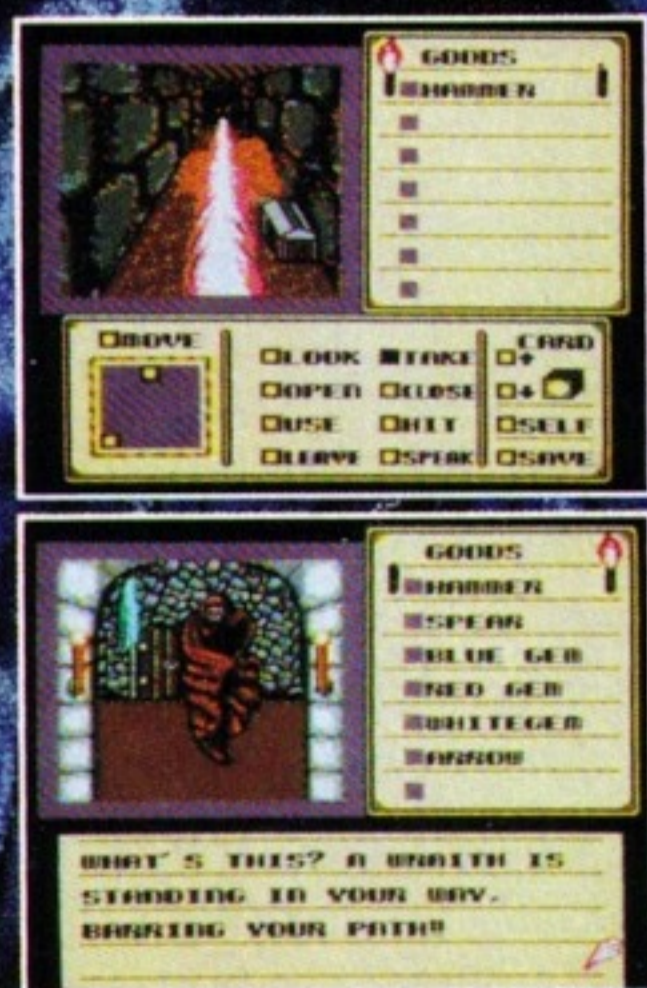 GOODS
HAMMER
MOVE
LOOK TAKE
OPEN CLOSE
USE HIT
LEAVE SPEAK
CARD
SELF
SAVE
GOODS
HAMMER
SPEAR
BLUE GEM
RED GEM
WHITEGEM
ARROW
WHAT'S THIS? A WRAITH IS
STANDING IN YOUR WAY,
BARRING YOUR PATH!!